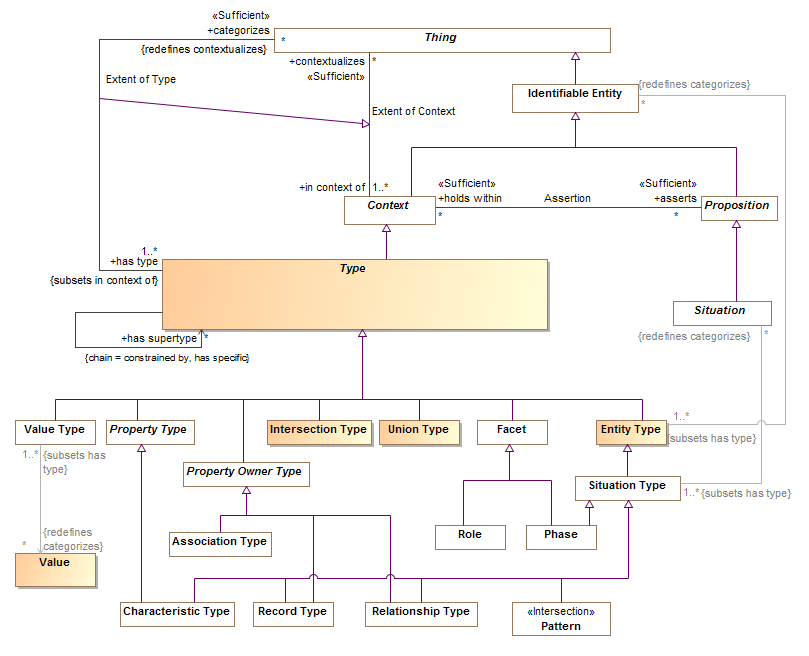 «Sufficient»
+categorizes
*
{redefines contextualizes}
Thing
+contextualizes
*
«Sufficient»
Extent of Type
Identifiable Entity
{redefines categorizes}
*
Extent of Context
+in context of
1..*
Context
«Sufficient»
+holds within
*
Assertion
«Sufficient»
+asserts
*
Proposition
1..*
+has type
{subsets in context of}
Type
Situation
{redefines categorizes}
*
+has supertype
*
{chain = constrained by, has specific}
Value Type
Property Type
Intersection Type
Union Type
Facet
Entity Type
1..*
{subsets has type}
1..*
{subsets has
type}
Property Owner Type
Situation Type
1..*
{subsets has type}
Association Type
Role
Phase
{redefines
categorizes}
*
Value
Characteristic Type
Record Type
Relationship Type
«Intersection»
Pattern